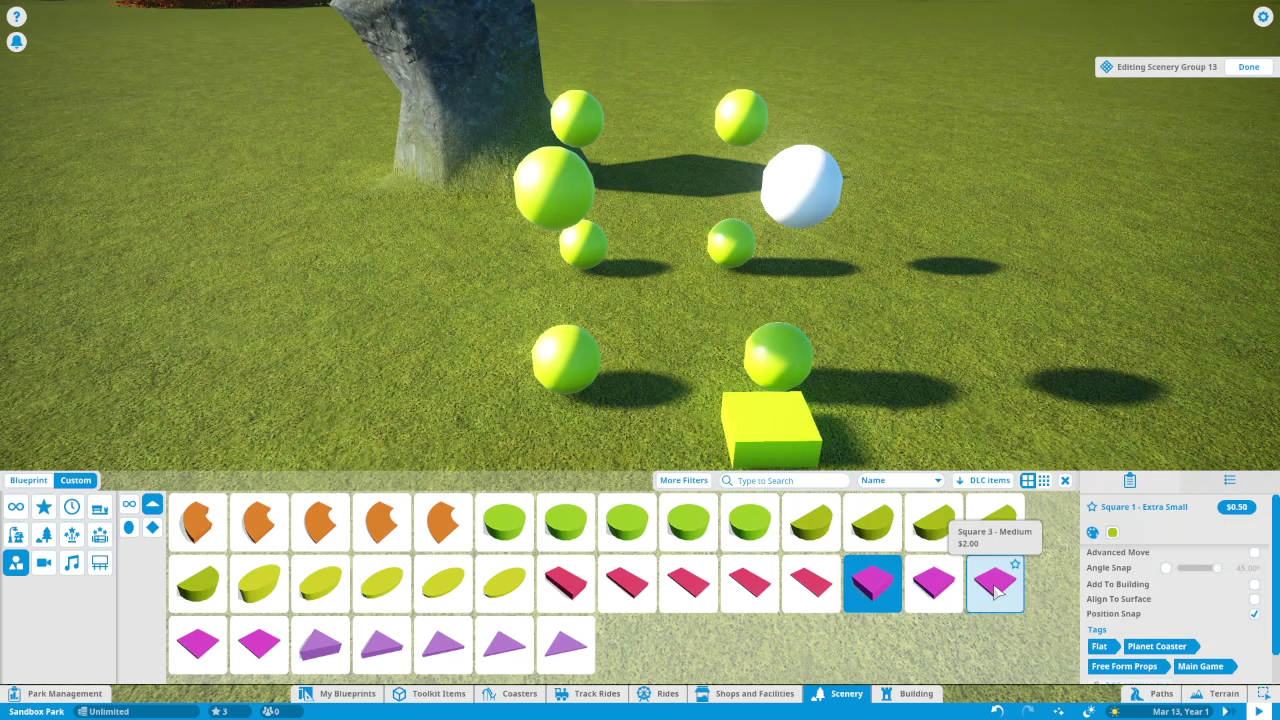 ?
Editing Scenery Group 13 Done
Blueprint Custom More Filters Type to Search Name DLC items
Square 1 - Extra Small $0.50
Square 3 - Medium
$2.00
Advanced Move
Angle Snap 45.00°
Add To Building
Align To Surface
Position Snap
Tags
Flat Planet Coaster
Free Form Props Main Game
Park Management My Blueprints Toolkit Items Coasters Track Rides Rides Shops and Facilities Scenery Building Paths Terrain
Sandbox Park Unlimited 3 0 Mar 13, Year 1